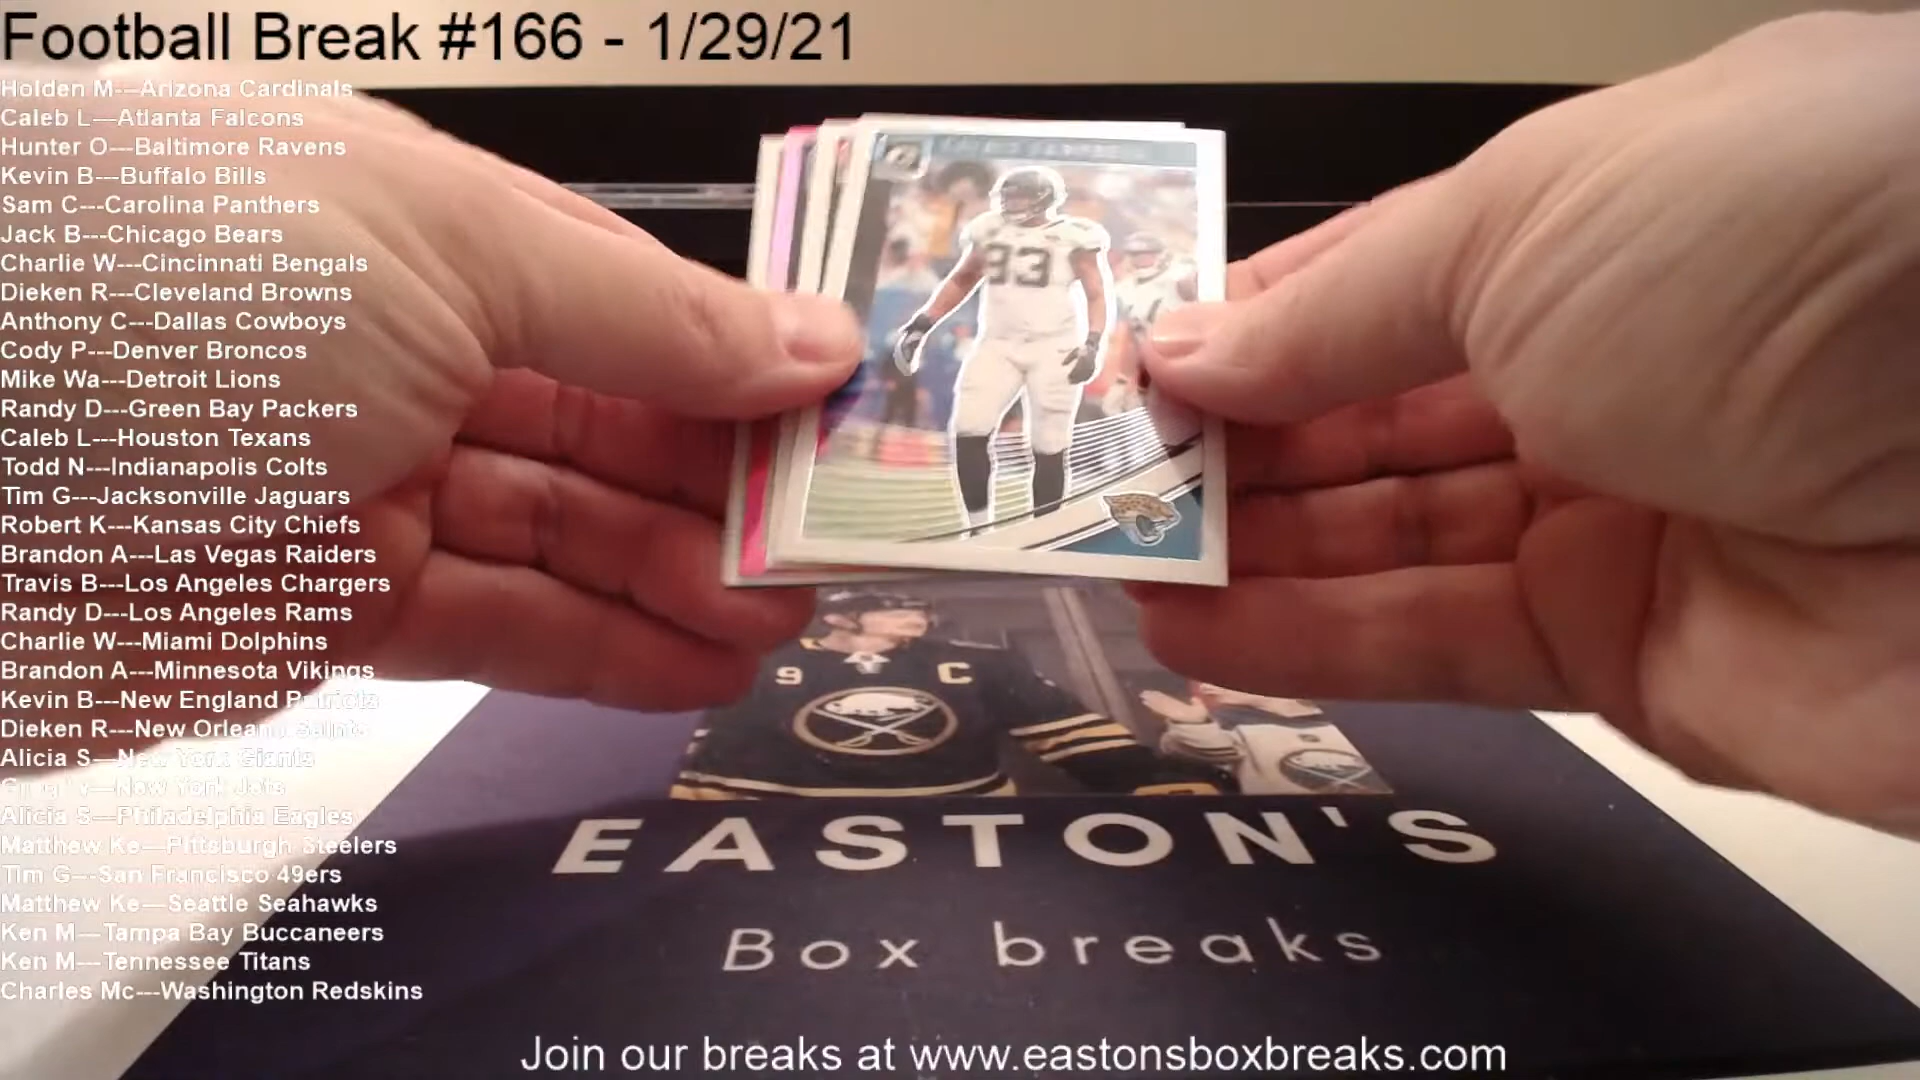 Football Break #166 - 1/29/21
Holden M---Arizona Cardinals
Caleb L---Atlanta Falcons
Hunter O---Baltimore Ravens
Kevin B---Buffalo Bills
Sam C---Carolina Panthers
Jack B---Chicago Bears
Charlie W---Cincinnati Bengals
Dieken R---Cleveland Browns
Anthony C---Dallas Cowboys
Cody P---Denver Broncos
Mike Wa---Detroit Lions
Randy D---Green Bay Packers
Caleb L---Houston Texans
Todd N---Indianapolis Colts
Tim G---Jacksonville Jaguars
Robert K---Kansas City Chiefs
Brandon A---Las Vegas Raiders
Travis B---Los Angeles Chargers
Randy D---Los Angeles Rams
Charlie W---Miami Dolphins
Brandon A---Minnesota Vikings
Kevin B---New England Patriots
Dieken R---New Orleans Saints
Alicia S---New York Giants
---New York Jets
Alicia S---Philadelphia Eagles
Matthew Ke---Pittsburgh Steelers
Tim G---San Francisco 49ers
Matthew Ke---Seattle Seahawks
Ken M---Tampa Bay Buccaneers
Ken M---Tennessee Titans
Charles Mc---Washington Redskins
93
9 C
EASTON'S
Box breaks
Join our breaks at www.eastonsboxbreaks.com